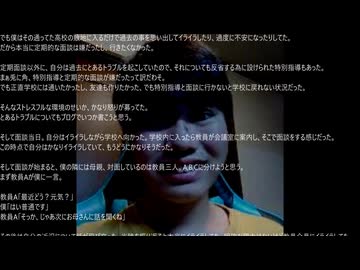 でも僕はその通ってた高校の敷地に入るだけで過去の事を思い出してイライラしたり、過度に不安になりだりしてた。
だから本当に定期的な面談は嫌だったし、行きたくなかった。
定期面談以外に、自分は過去にとあるトラブルを起こしていたので、それについても反省する為に設けられた特別指導もあった。
まぁ兎に角、特別指導と定期的な面談が嫌だったって訳だわそ。
でも正直学校には通いたかったし、友達も作りたかった、でも特別指導と面談に行かないと学校に戻れない状況だった。
そんなストレスフルな環境のせいか、かなり怒りが募ってた。
とあるトラブルについてもブログでいつか書こうと思う。
そして面談当日、自分はイライラしながら学校へ向かった。学校内に入ったら教員が会議室に案内し、そこで面談をする感じだった。
この時点で自分はかなりイライラしていて、もうどうにかなりそうだった。
そして面談が始まると、僕の隣には母親、対面しているのは教員三人。A,B,Cに分けようと思う。
まず教員Aが僕に一言。
教員A「最近どう？元気？」
僕「はい普通です」
教員A「そっか、じゃあ次にお母さんに話を聞くね」